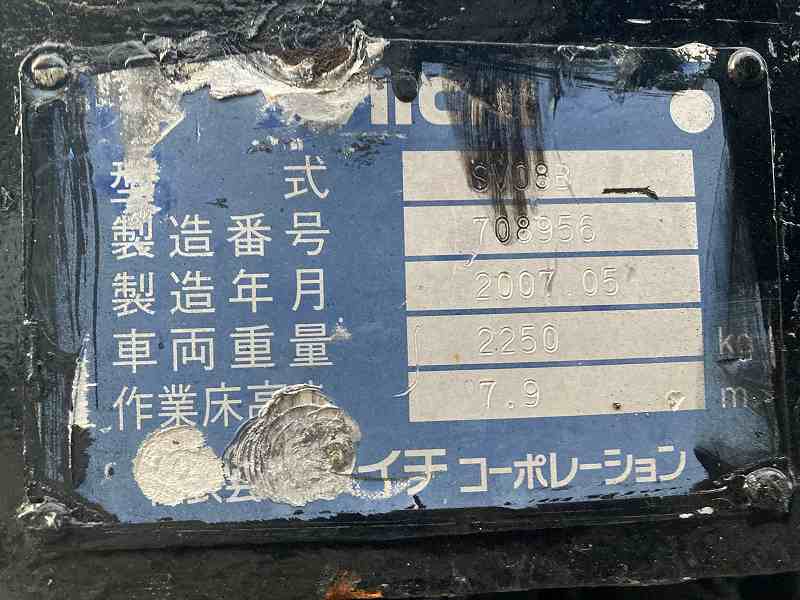 型式 SV08B
製造番号 708956
製造年月 2007 05
車両重量 2250 kg
作業床高 7.9 m
イチ コーポレーション